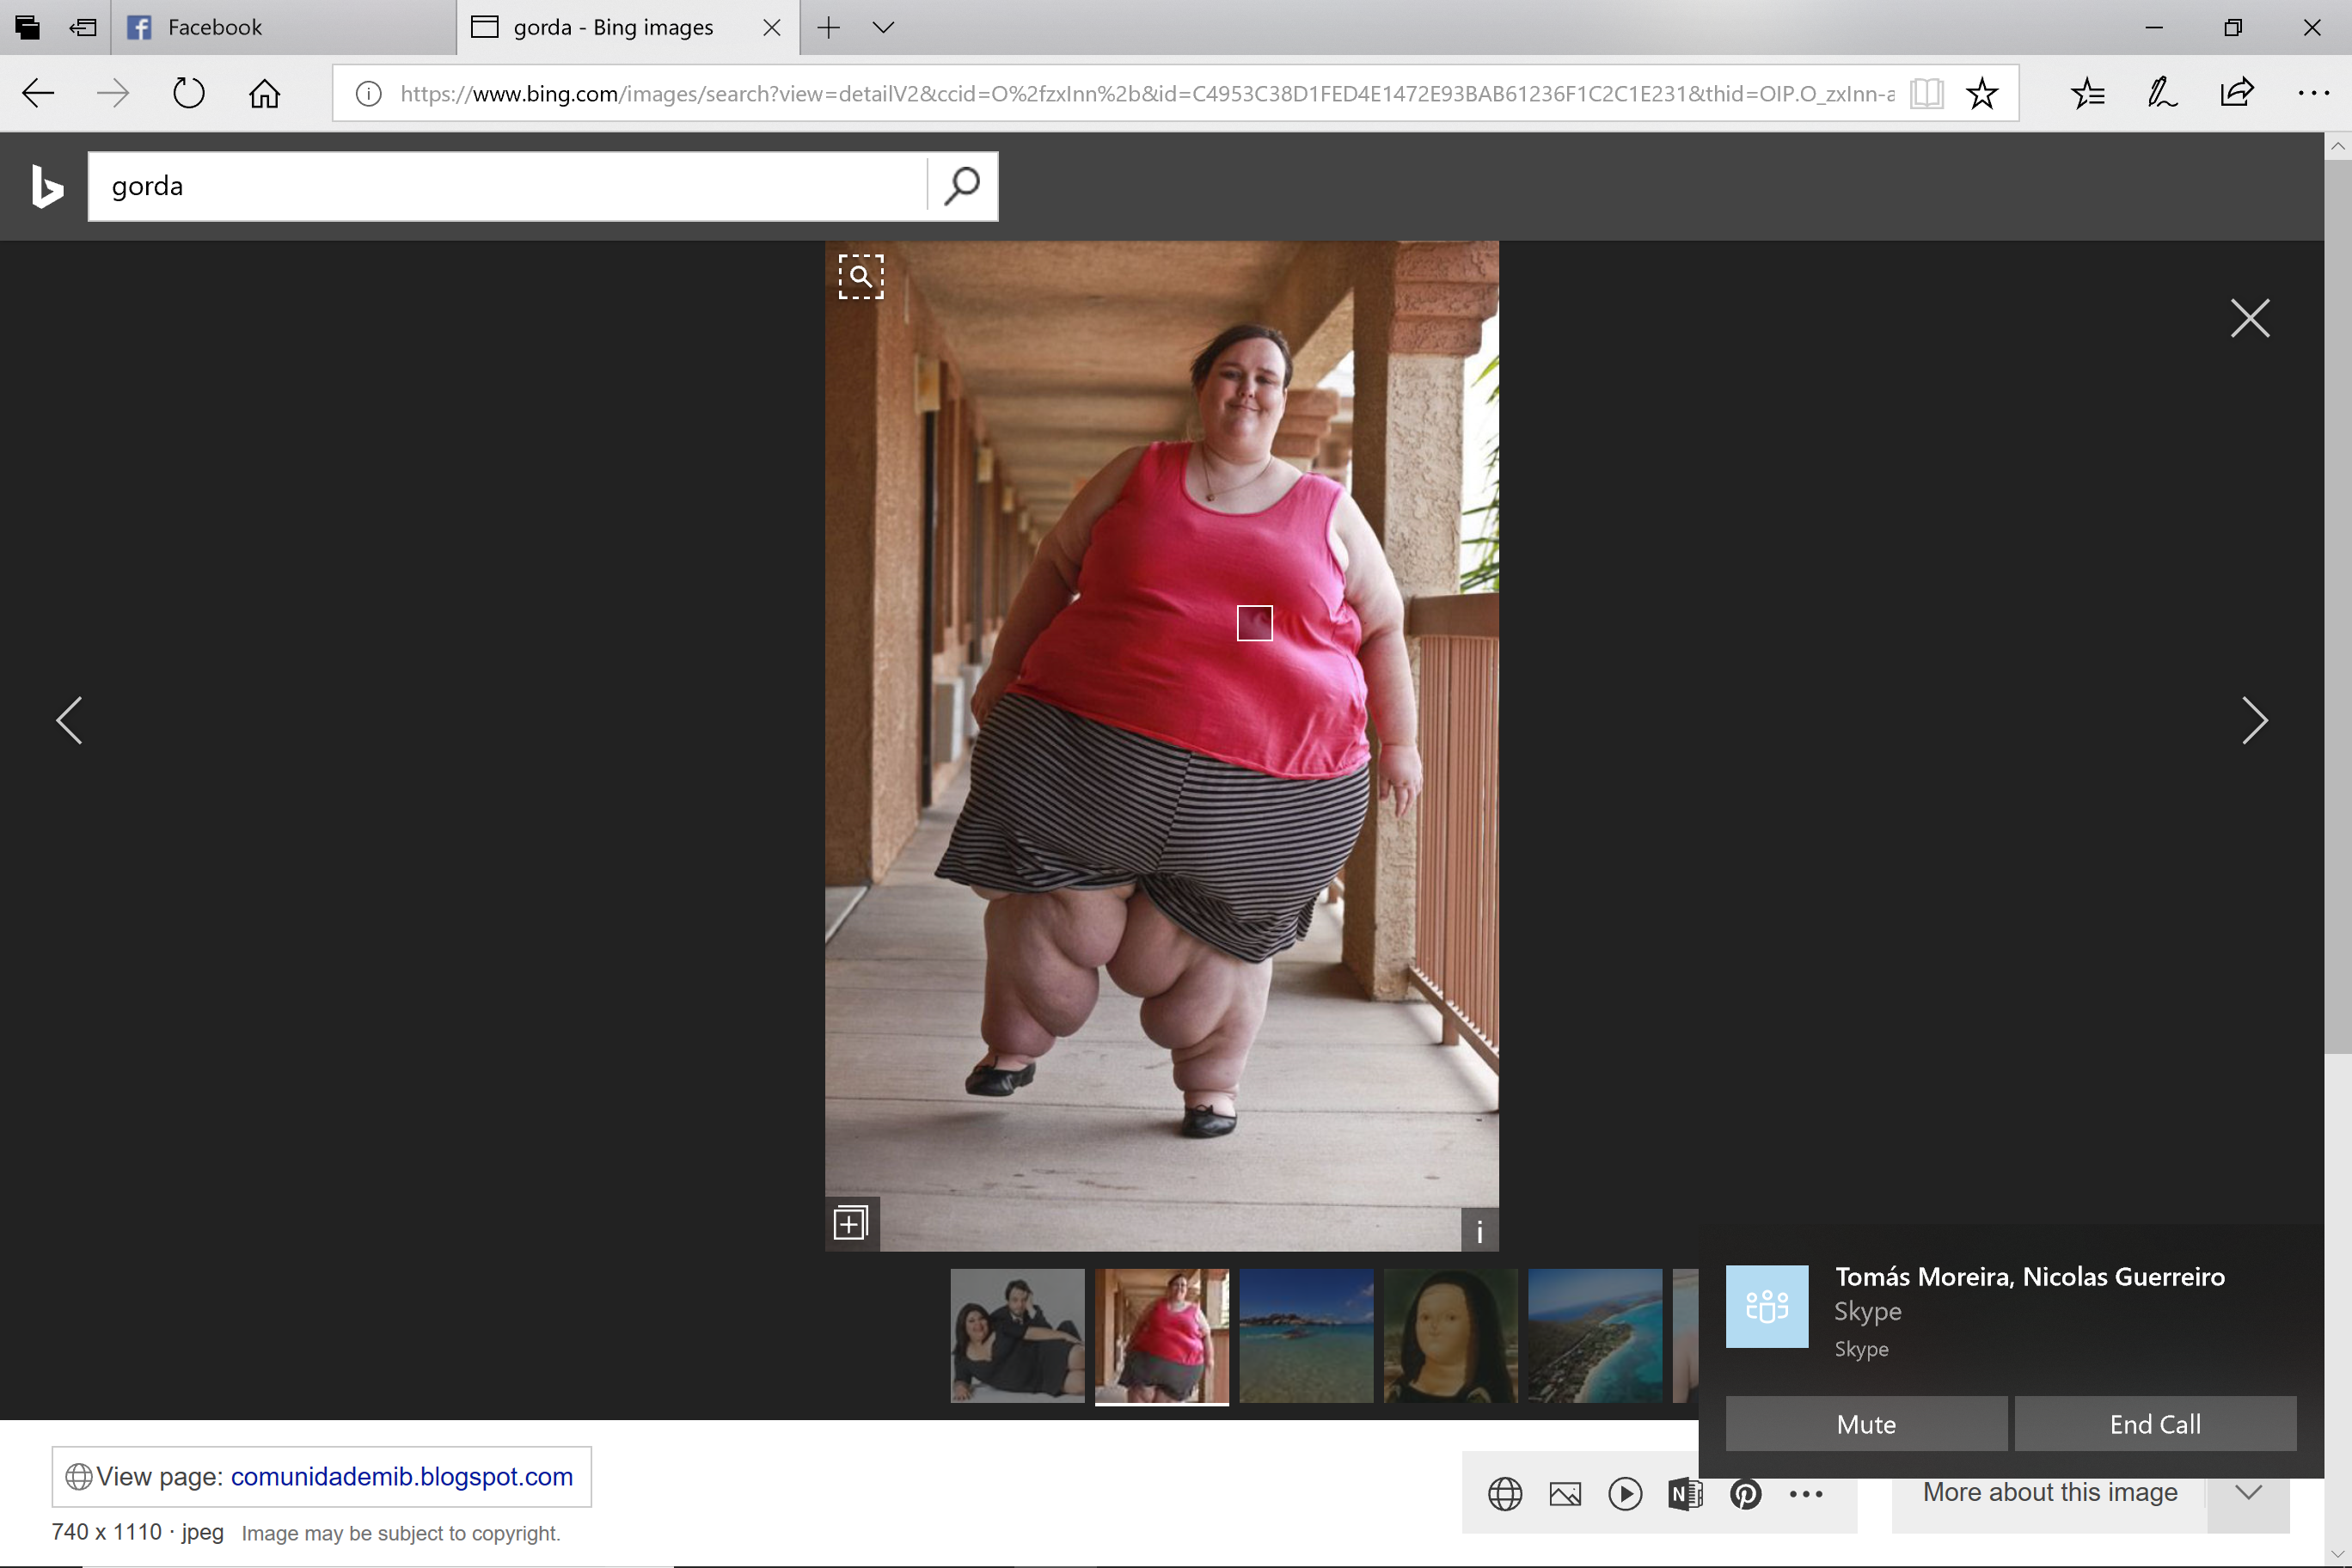 Facebook
gorda - Bing images
https://www.bing.com/images/search?view=detailV2&ccid=O%2fzxInn%2b&id=C4953C38D1FED4E1472E93BAB61236F1C2C1E231&thid=OIP.O_zxInn-a
gorda
Tomás Moreira, Nicolas Guerreiro
Skype
Skype
Mute
End Call
View page: comunidademib.blogspot.com
More about this image
740 x 1110 · jpeg Image may be subject to copyright.